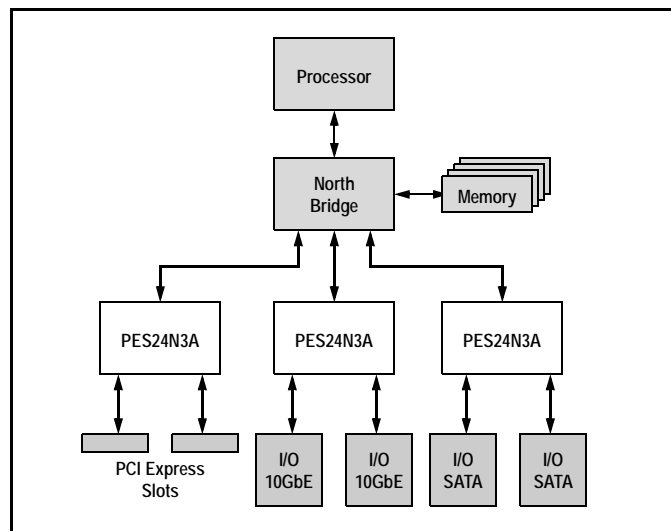 Processor
North
Bridge
Memory
PES24N3A
PES24N3A
PES24N3A
PCI Express
Slots
I/O
10GbE
I/O
10GbE
I/O
SATA
I/O
SATA